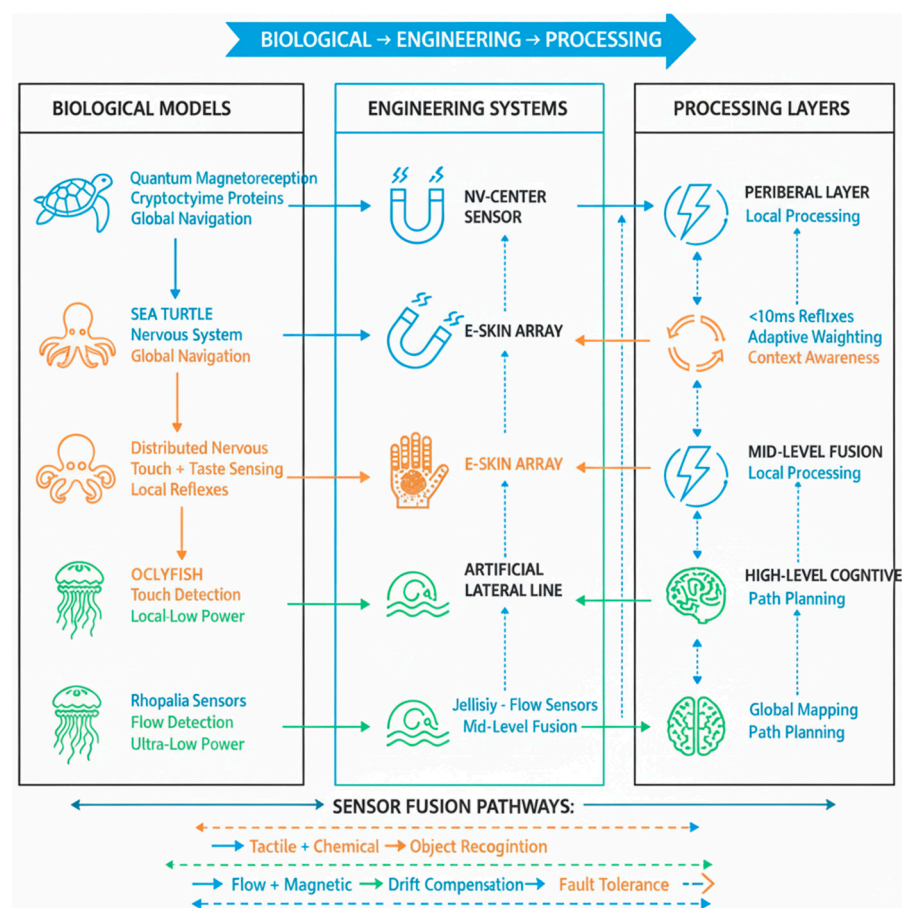 BIOLOGICAL → ENGINEERING → PROCESSING
BIOLOGICAL MODELS
Quantum Magnetoreception
Cryptoctyime Proteins
Global Navigation
SEA TURTLE
Nervous System
Global Navigation
Distributed Nervous
Touch + Taste Sensing
Local Reflexes
OCLYFISH
Touch Detection
Local-Low Power
Rhopalia Sensors
Flow Detection
Ultra-Low Power
ENGINEERING SYSTEMS
NV-CENTER
SENSOR
E-SKIN ARRAY
E-SKIN ARRAY
ARTIFICIAL
LATERAL LINE
Jellisiy - Flow Sensors
Md-Level Fusion
PROCESSING LAYERS
PERIBERAL LAYER
Local Processing
<10ms Reflixes
Adaptive Weighting
Context Awareness
MID-LEVEL FUSION
Local Processing
HIGH-LEVEL COGNTIVE
Path Planning
Global Mapping
Path Planning
SENSOR FUSION PATHWAYS:
→ Tactile + Chemical → Object Recogintion
→ Flow + Magnetic → Drift Compensation → Fault Tolerance